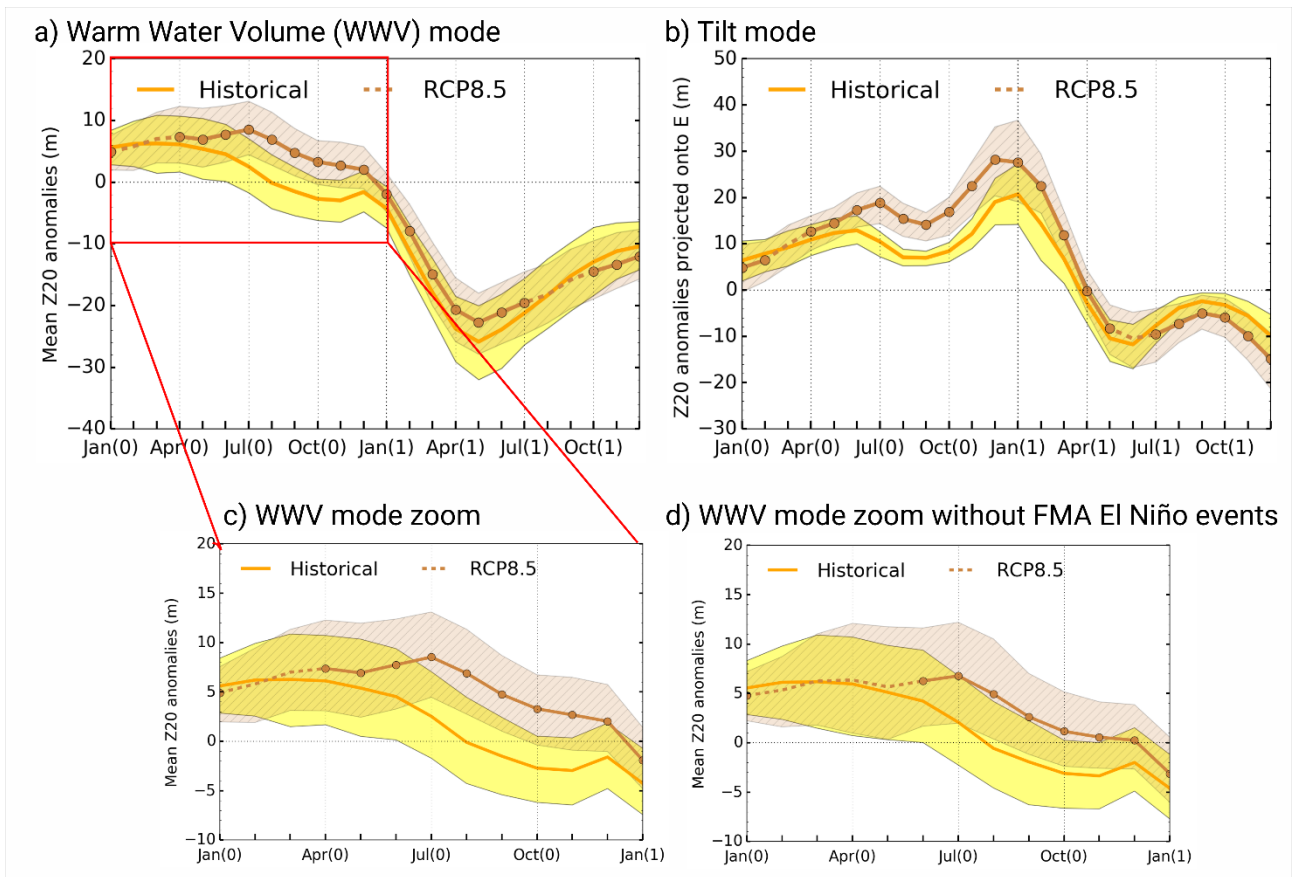 a) Warm Water Volume (WWV) mode
Mean Z20 anomalies (m)
20
10
0
−10
−20
−30
−40
Historical RCP8.5
Jan(0) Apr(0) Jul(0) Oct(0) Jan(1) Apr(1) Jul(1) Oct(1)
b) Tilt mode
Z20 anomalies projected onto E (m)
50
40
30
20
10
0
−10
−20
−30
Historical RCP8.5
Jan(0) Apr(0) Jul(0) Oct(0) Jan(1) Apr(1) Jul(1) Oct(1)
c) WWV mode zoom
Mean Z20 anomalies (m)
20
15
10
5
0
−5
−10
Historical RCP8.5
Jan(0) Apr(0) Jul(0) Oct(0) Jan(1)
d) WWV mode zoom without FMA El Niño events
Mean Z20 anomalies (m)
20
15
10
5
0
−5
−10
Historical RCP8.5
Jan(0) Apr(0) Jul(0) Oct(0) Jan(1)